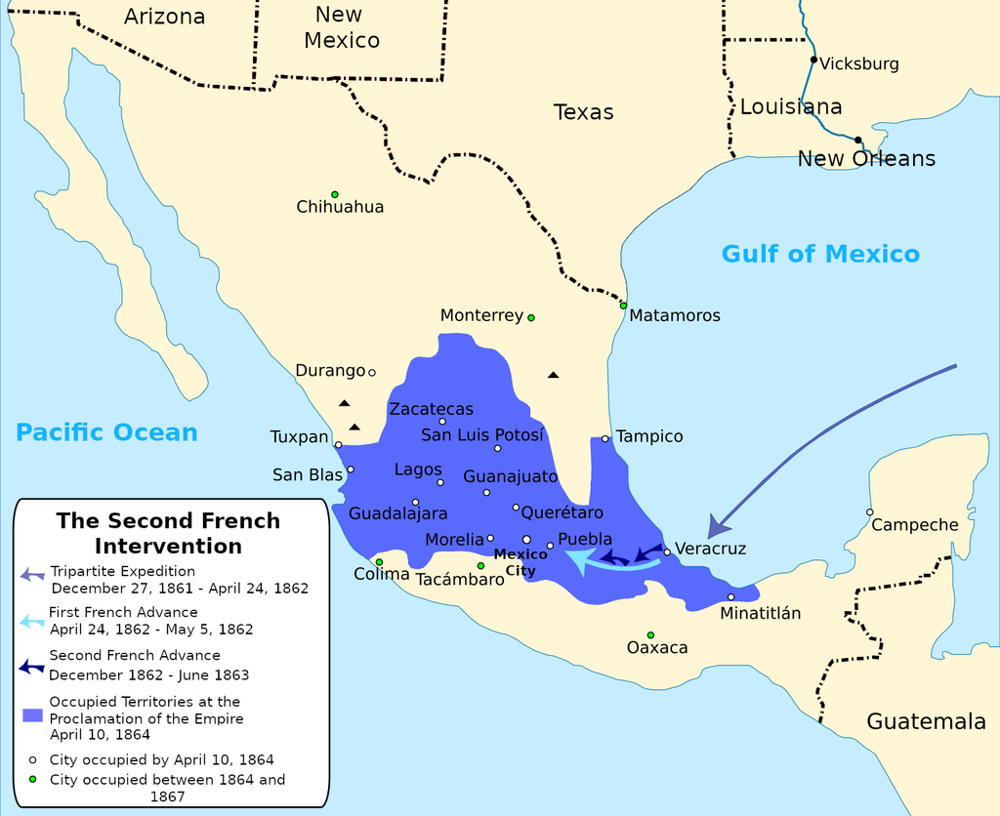 Arizona
New
Mexico
Texas
Vicksburg
Louisiana
New Orleans
Chihuahua
Gulf of Mexico
Monterrey
Matamoros
Durango
Zacatecas
Pacific Ocean
Tuxpan
San Luis Potosí
Tampico
San Blas
Lagos
Guanajuato
Guadalajara
Querétaro
Campeche
Morelia
Puebla
Mexico
City
Veracruz
Colima
Tacámbaro
Minatitlán
Oaxaca
Guatemala
The Second French
Intervention
Tripartite Expedition
December 27, 1861 - April 24, 1862
First French Advance
April 24, 1862 - May 5, 1862
Second French Advance
December 1862 - June 1863
Occupied Territories at the
Proclamation of the Empire
April 10, 1864
City occupied by April 10, 1864
City occupied between 1864 and
1867